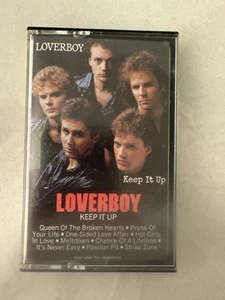 LOVERBOY
Keep It Up
LOVERBOY
KEEP IT UP
Queen Of The Broken Hearts • Prime Of
Your Life • One-Sided Love Affair • Hot Girls
In Love • Meltdown • Chance Of A Lifetime •
It's Never Easy • Passion Pit • Strike Zone